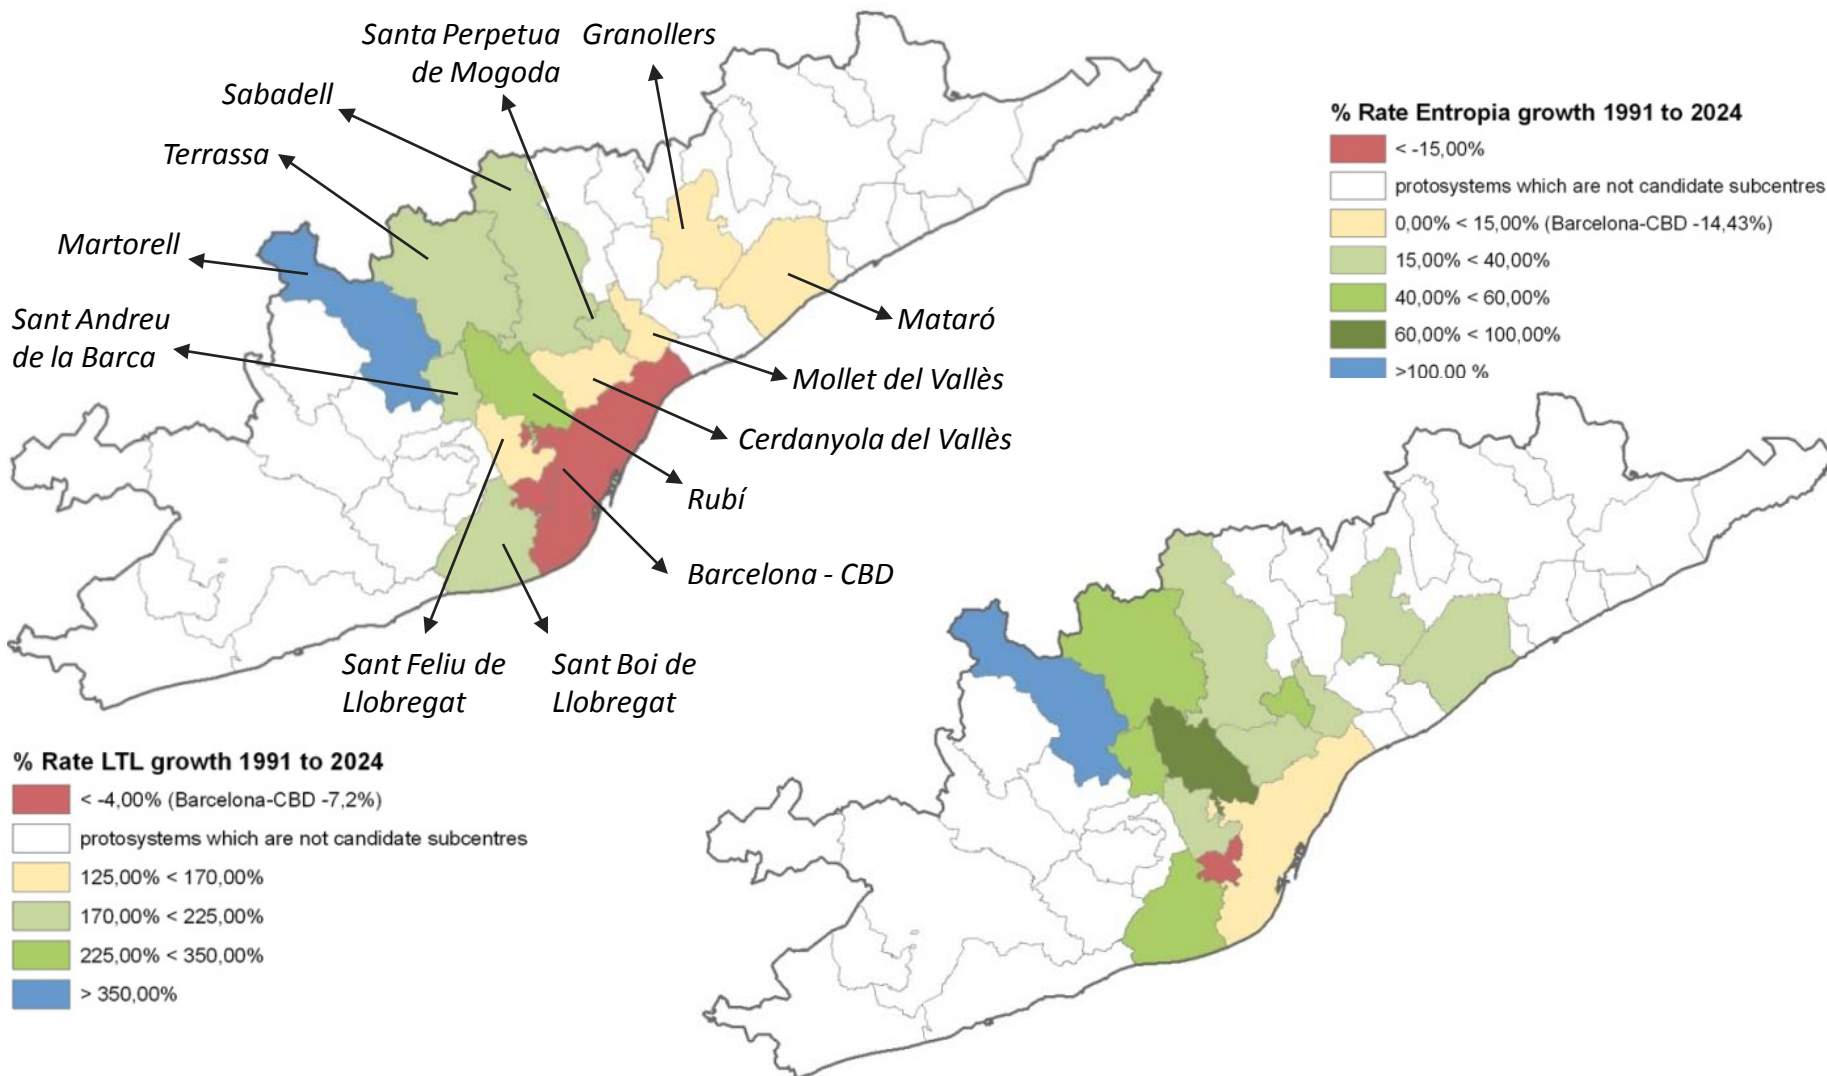 Santa Perpetua
de Mogoda
Granollers
Sabadell
Terrassa
Martorell
Sant Andreu
de la Barca
Mataró
Mollet del Vallès
Cerdanyola del Vallès
Rubí
Barcelona - CBD
Sant Feliu de
Llobregat
Sant Boi de
Llobregat
% Rate Entropia growth 1991 to 2024
< -15,00%
protosystems which are not candidate subcentres
0,00% < 15,00% (Barcelona-CBD -14,43%)
15,00% < 40,00%
40,00% < 60,00%
60,00% < 100,00%
>100,00 %
% Rate LTL growth 1991 to 2024
< -4,00% (Barcelona-CBD -7,2%)
protosystems which are not candidate subcentres
125,00% < 170,00%
170,00% < 225,00%
225,00% < 350,00%
> 350,00%